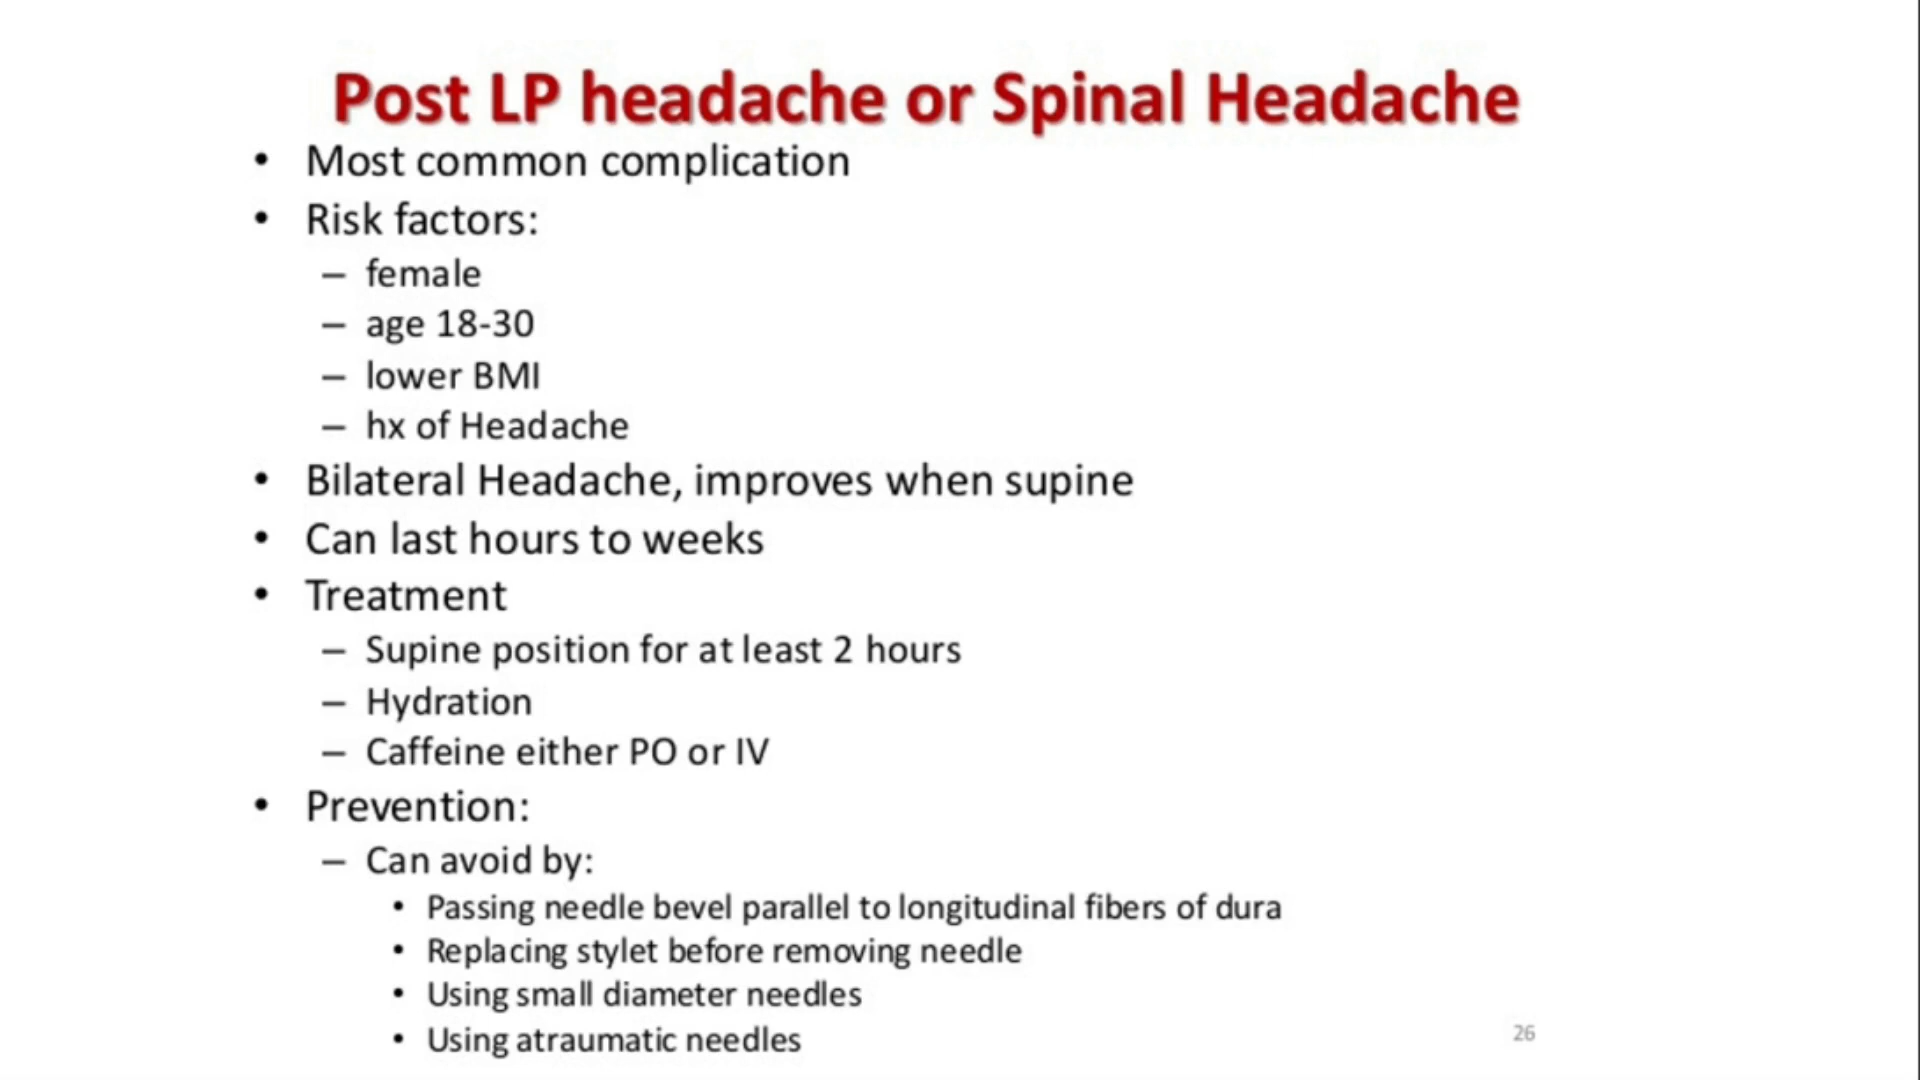 Post LP headache or Spinal Headache
• Most common complication
• Risk factors:
– female
– age 18-30
– lower BMI
– hx of Headache
• Bilateral Headache, improves when supine
• Can last hours to weeks
• Treatment
– Supine position for at least 2 hours
– Hydration
– Caffeine either PO or IV
• Prevention:
– Can avoid by:
• Passing needle bevel parallel to longitudinal fibers of dura
• Replacing stylet before removing needle
• Using small diameter needles
• Using atraumatic needles
26